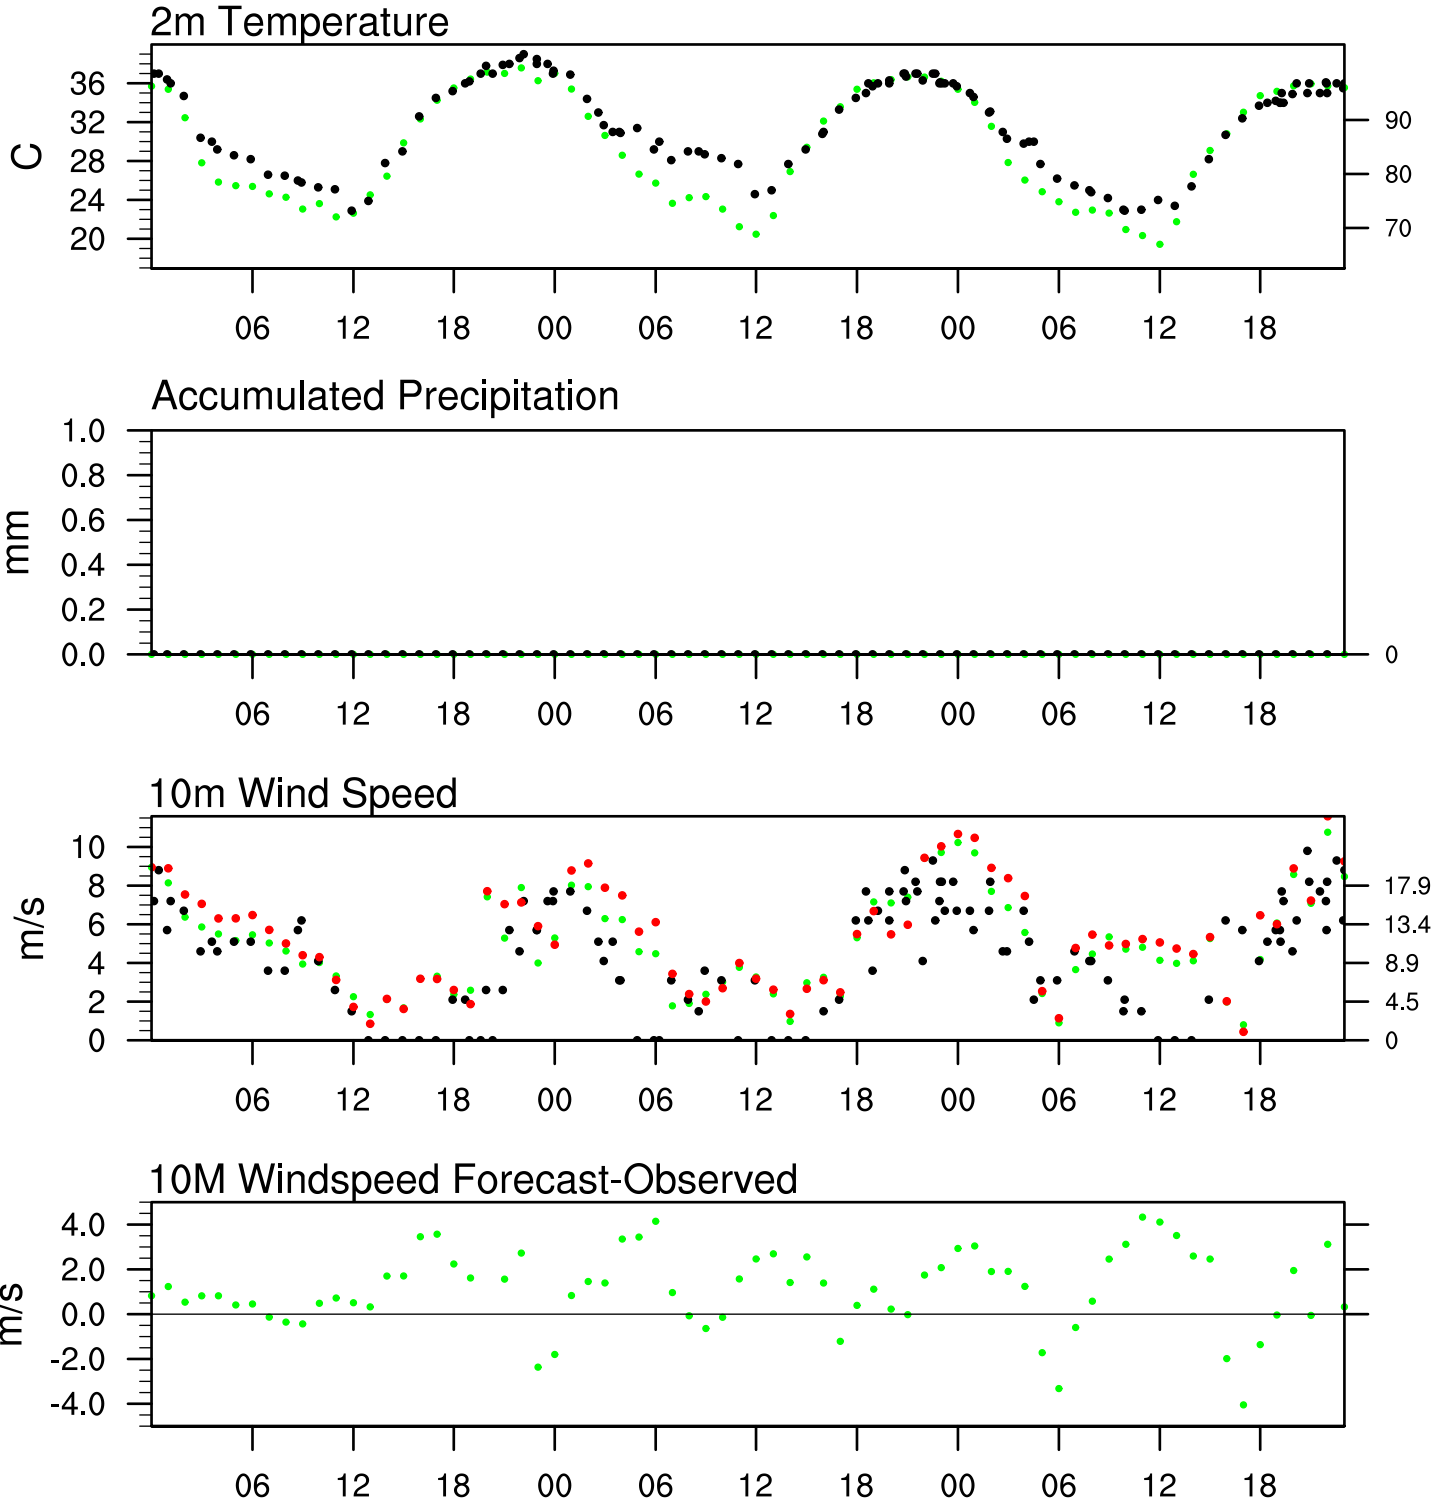 2m Temperature
C
36
32
28
24
20
90
80
70
06 12 18 00 06 12 18 00 06 12 18
Accumulated Precipitation
mm
1.0
0.8
0.6
0.4
0.2
0.0
0
06 12 18 00 06 12 18 00 06 12 18
10m Wind Speed
m/s
10
8
6
4
2
0
17.9
13.4
8.9
4.5
0
06 12 18 00 06 12 18 00 06 12 18
10M Windspeed Forecast-Observed
m/s
4.0
2.0
0.0
-2.0
-4.0
06 12 18 00 06 12 18 00 06 12 18